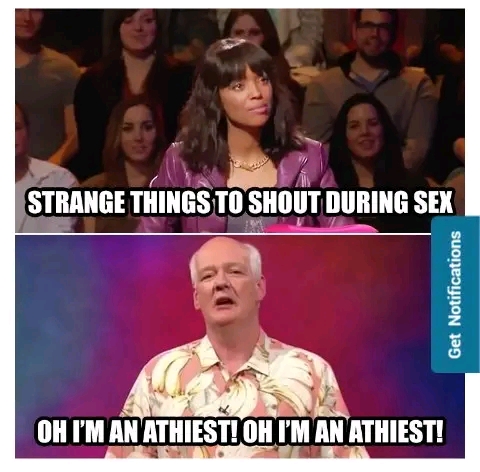 STRANGE THINGS TO SHOUT DURING SEX
Get Notifications
OH I'M AN ATHIEST! OH I'M AN ATHIEST!